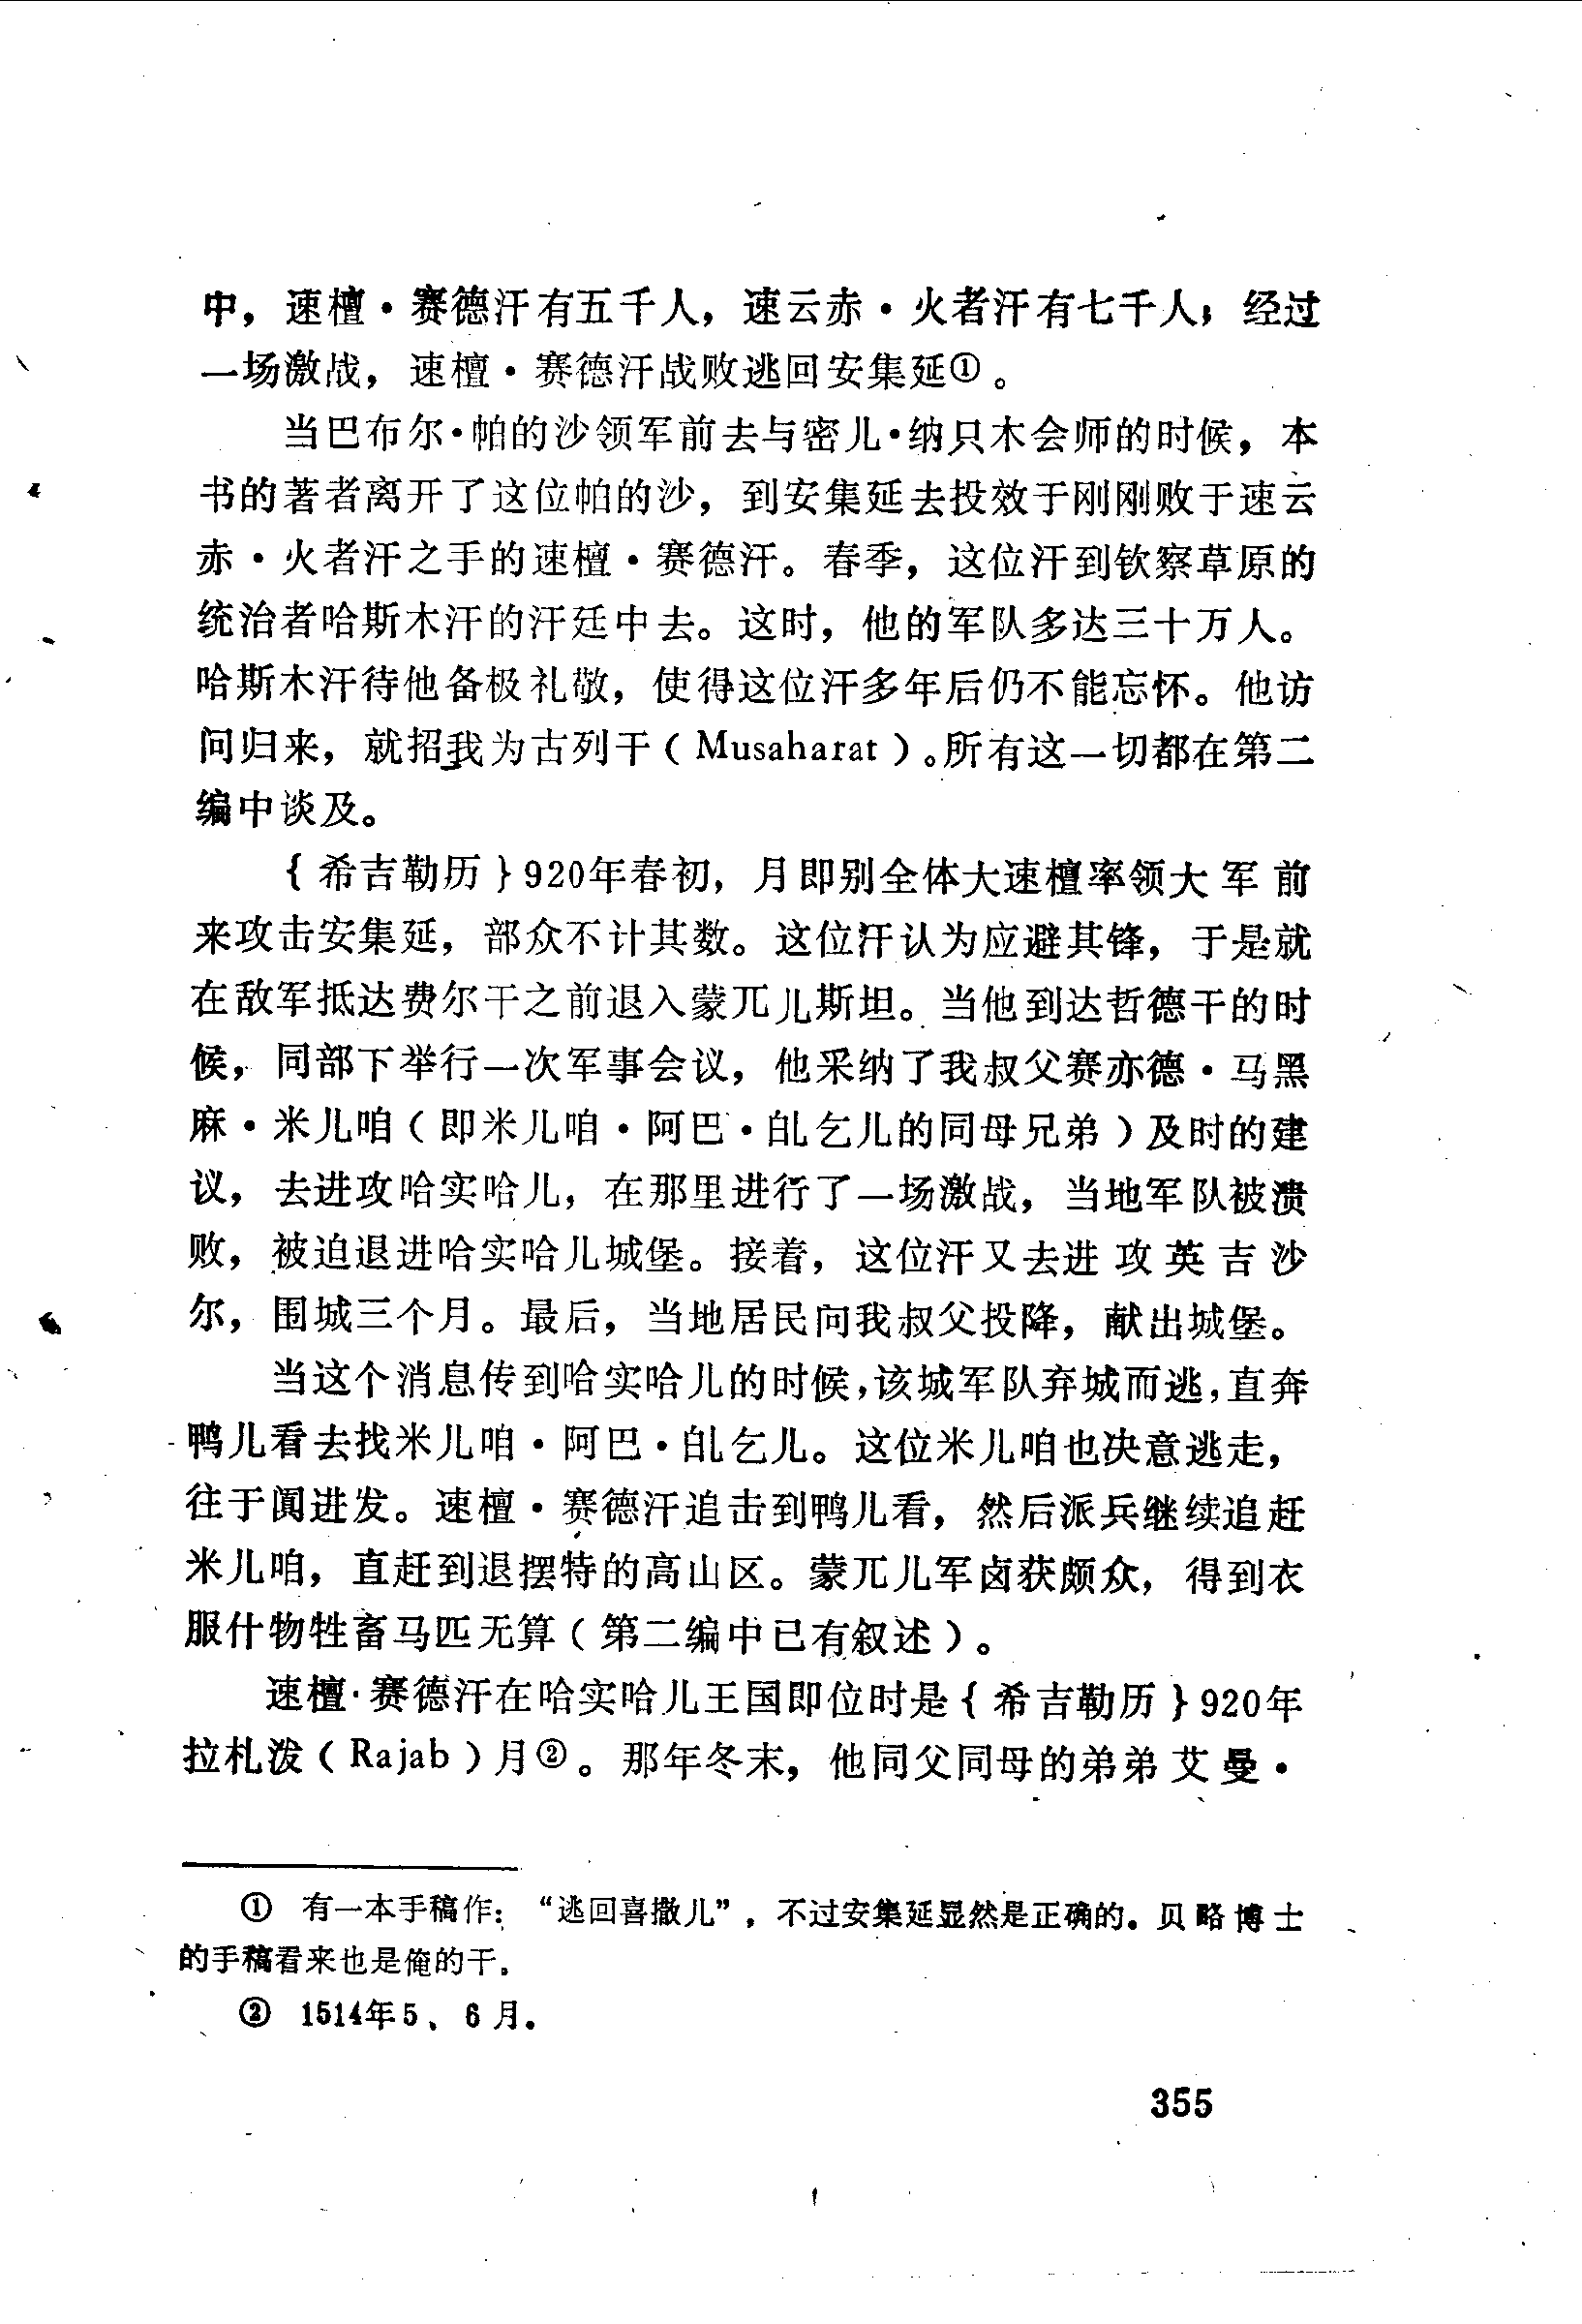 中，速檀·赛德汗有五千人，速云赤·火者汗有七千人；经过
一场激战，速檀·赛德汗战败逃回安集延①。
当巴布尔·帕的沙领军前去与密儿·纳只木会师的时候，本
书的著者离开了这位帕的沙，到安集延去投效于刚刚败于速云
赤·火者汗之手的速檀·赛德汗。春季，这位汗到钦察草原的
统治者哈斯木汗的汗廷中去。这时，他的军队多达三十万人。
哈斯木汗待他备极礼敬，使得这位汗多年后仍不能忘怀。他访
问归来，就招我为古列干（Musaharat）。所有这一切都在第二
编中谈及。
{希吉勒历}920年春初，月即别全体大速檀率领大军前
来攻击安集延，部众不计其数。这位汗认为应避其锋，于是就
在敌军抵达费尔干之前退入蒙兀儿斯坦。当他到达哲德干的时
候，同部下举行一次军事会议，他采纳了我叔父赛亦德·马黑
麻·米儿咱（即米儿咱·阿巴·癿乞儿的同母兄弟）及时的建
议，去进攻哈实哈儿，在那里进行了一场激战，当地军队被溃
败，被迫退进哈实哈儿城堡。接着，这位汗又去进攻英吉沙
尔，围城三个月。最后，当地居民向我叔父投降，献出城堡。
当这个消息传到哈实哈儿的时候，该城军队弃城而逃，直奔
鸭儿看去找米儿咱·阿巴·癿乞儿。这位米儿咱也决意逃走，
往于阗进发。速檀·赛德汗追击到鸭儿看，然后派兵继续追赶
米儿咱，直赶到退摆特的高山区。蒙兀儿军卤获颇众，得到衣
服什物牲畜马匹无算（第二编中已有叙述）。
速檀·赛德汗在哈实哈儿王国即位时是{希吉勒历}920年
拉札泼（Rajab）月②。那年冬末，他同父同母的弟弟艾曼·
① 有一本手稿作：“逃回喜撒儿”，不过安集延显然是正确的。贝略博士
的手稿看来也是俺的干。
② 1514年5、6月。
355